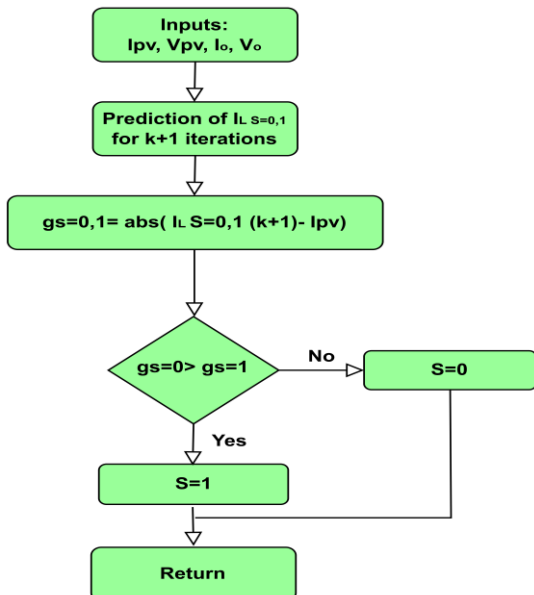 Inputs:
Ipv, Vpv, Io, Vo
Prediction of IL S=0,1
for k+1 iterations
gs=0,1= abs( IL S=0,1 (k+1)- Ipv)
gs=0> gs=1
No
S=0
Yes
S=1
Return